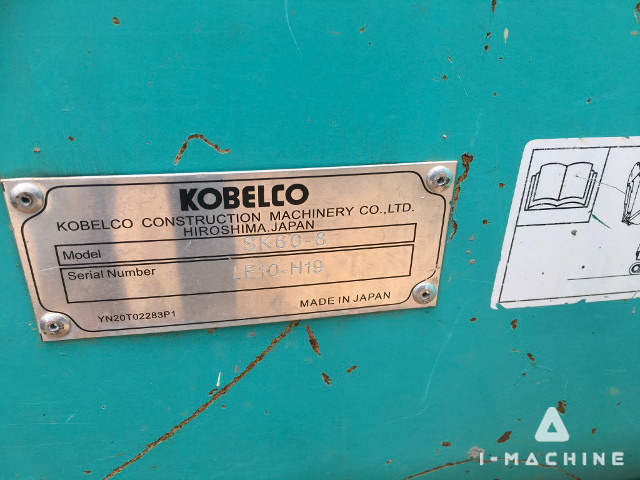 KOBELCO
KOBELCO CONSTRUCTION MACHINERY CO.,LTD.
HIROSHIMA,JAPAN
Model SK60-8
Serial Number LE10-H19
YN20T02283P1 MADE IN JAPAN
I-MACHINE